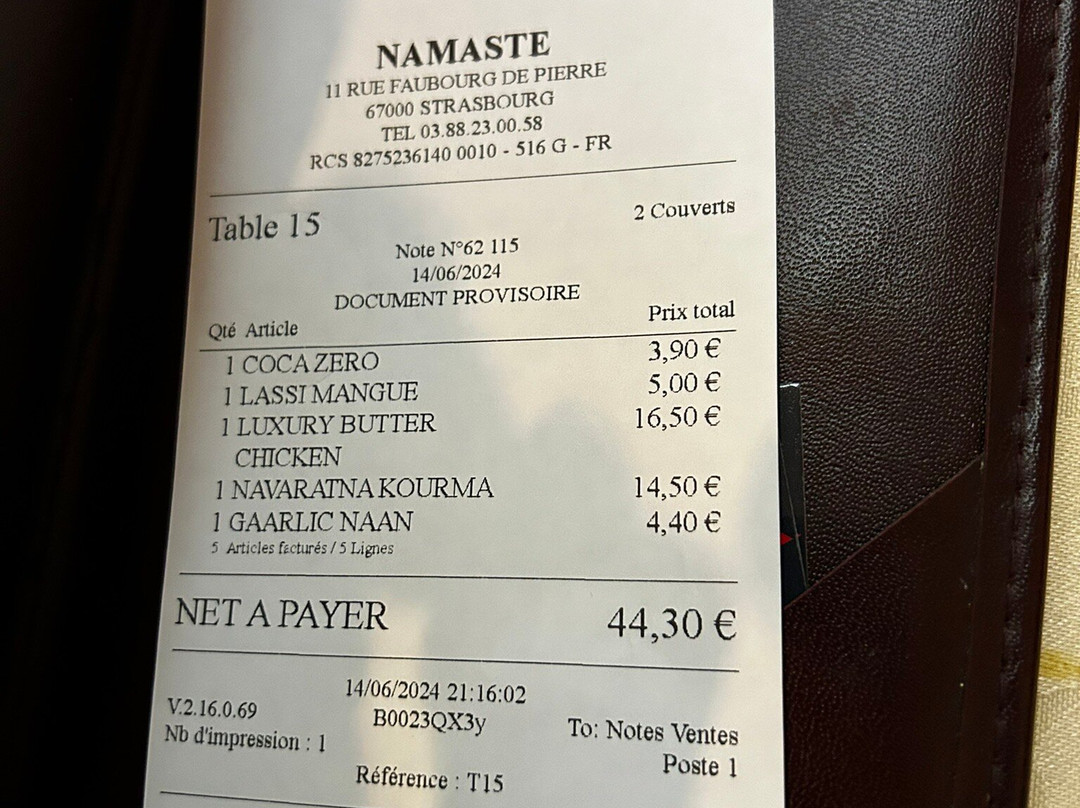 NAMASTE
11 RUE FAUBOURG DE PIERRE
67000 STRASBOURG
TEL 03.88.23.00.58
RCS 8275236140 0010 - 516 G - FR
Table 15 2 Couverts
Note N°62 115
14/06/2024
DOCUMENT PROVISOIRE
Qté Article Prix total
1 COCA ZERO 3,90 €
1 LASSI MANGUE 5,00 €
1 LUXURY BUTTER 16,50 €
CHICKEN
1 NAVARATNA KOURMA 14,50 €
1 GAARLIC NAAN 4,40 €
5 Articles facturés / 5 Lignes
NET A PAYER 44,30 €
14/06/2024 21:16:02
V.2.16.0.69 B0023QX3y To: Notes Ventes
Nb d'impression : 1 Poste 1
Référence : T15